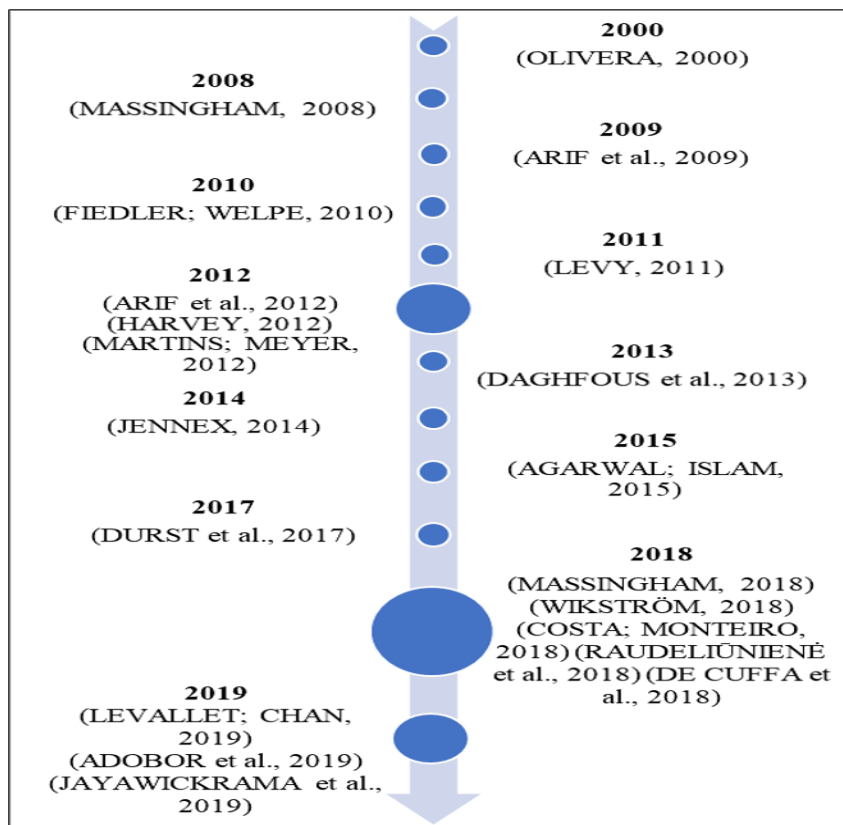 2000
(OLIVERA, 2000)
2008
(MASSINGHAM, 2008)
2009
(ARIF et al., 2009)
2010
(FIEDLER; WELPE, 2010)
2011
(LEVY, 2011)
2012
(ARIF et al., 2012)
(HARVEY, 2012)
(MARTINS; MEYER,
2012)
2013
(DAGHFOUS et al., 2013)
2014
(JENNEX, 2014)
2015
(AGARWAL; ISLAM,
2015)
2017
(DURST et al., 2017)
2018
(MASSINGHAM, 2018)
(WIKSTRÖM, 2018)
(COSTA; MONTEIRO,
2018) (RAUDELIŪNIENĖ
et al., 2018) (DE CUFFA et
al., 2018)
2019
(LEVALLET; CHAN,
2019)
(ADOBOR et al., 2019)
(JAYAWICKRAMA et al.,
2019)